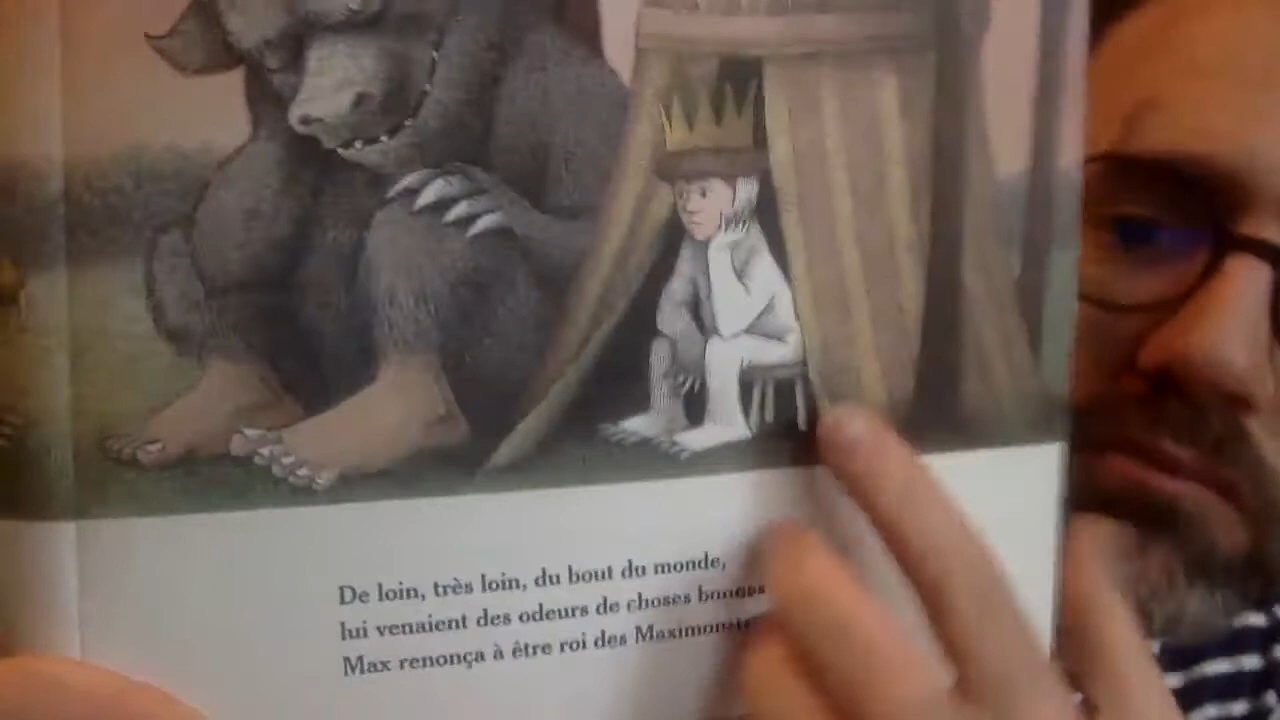 De loin, très loin, du bout du monde,
lui venaient des odeurs de choses bonnes
Max renonça à être roi des